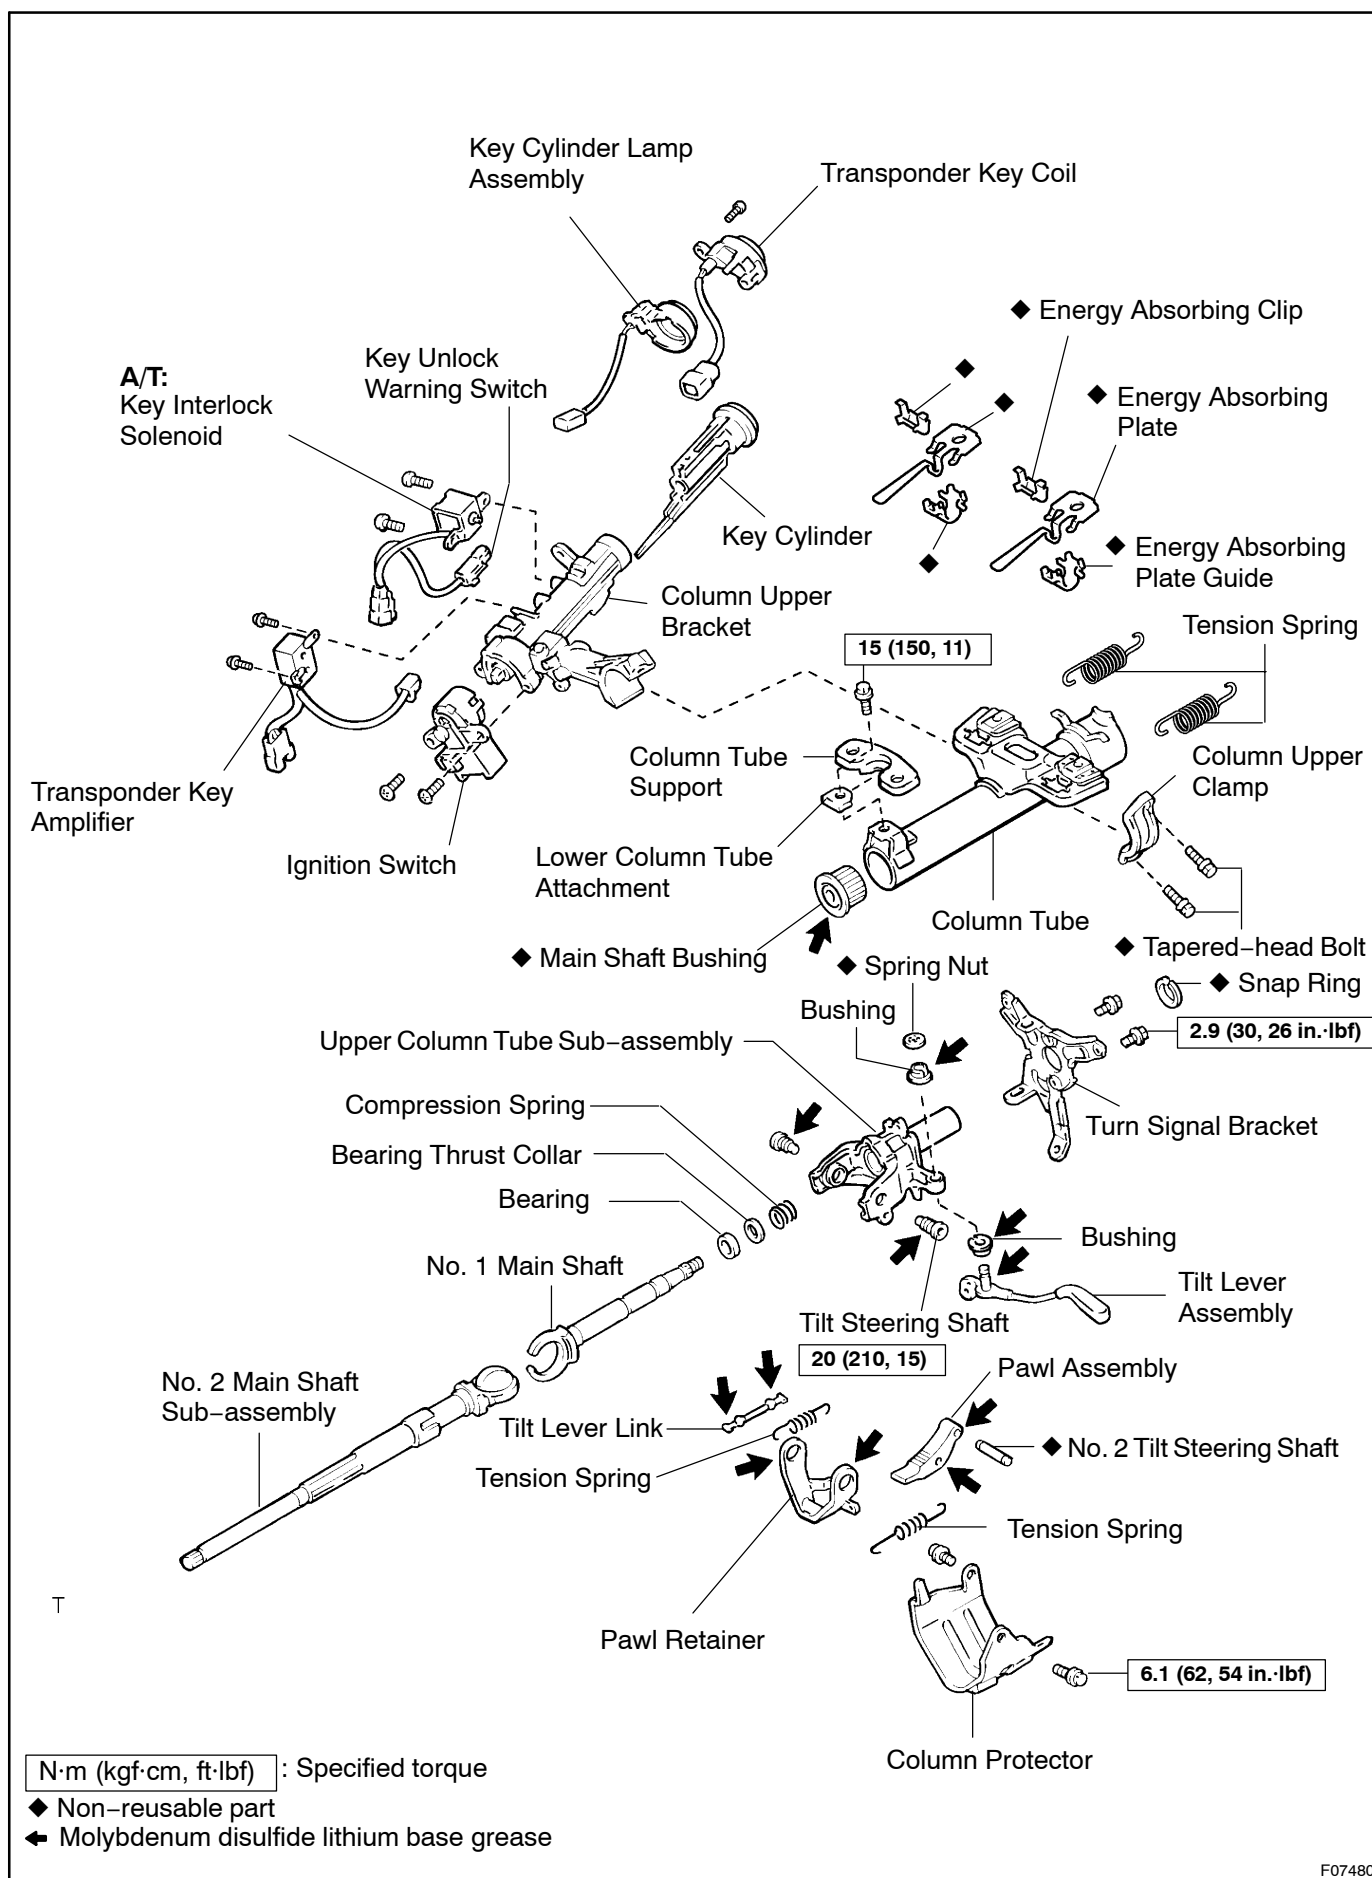 Key Cylinder Lamp
Assembly
Transponder Key Coil
◆ Energy Absorbing Clip
A/T:
Key Interlock
Solenoid
Key Unlock
Warning Switch
◆
◆
◆ Energy Absorbing
Plate
Key Cylinder
◆
◆ Energy Absorbing
Plate Guide
Column Upper
Bracket
Tension Spring
15 (150, 11)
Column Tube
Support
Column Upper
Clamp
Transponder Key
Amplifier
Ignition Switch
Lower Column Tube
Attachment
Column Tube
◆ Main Shaft Bushing
◆ Tapered−head Bolt
◆ Spring Nut
◆ Snap Ring
Bushing
2.9 (30, 26 in.·lbf)
Upper Column Tube Sub−assembly
Compression Spring
Turn Signal Bracket
Bearing Thrust Collar
Bearing
Bushing
No. 1 Main Shaft
Tilt Lever
Assembly
Tilt Steering Shaft
20 (210, 15)
Pawl Assembly
No. 2 Main Shaft
Sub−assembly
Tilt Lever Link
◆ No. 2 Tilt Steering Shaft
Tension Spring
Tension Spring
T
Pawl Retainer
6.1 (62, 54 in.·lbf)
Column Protector
N·m (kgf·cm, ft·lbf) : Specified torque
◆ Non−reusable part
Molybdenum disulfide lithium base grease
F07480